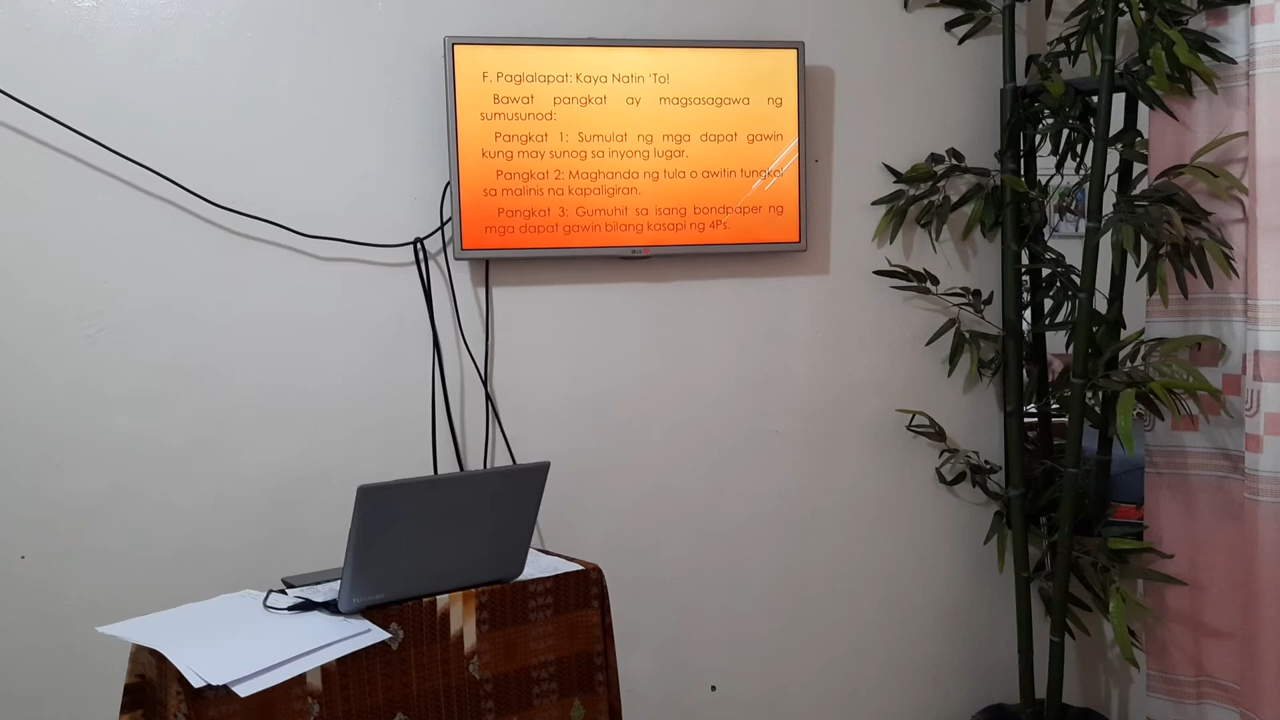 F. Paglalapat: Kaya Natin 'To!
Bawat pangkat ay magsasagawa ng
sumusunod:
Pangkat 1: Sumulat ng mga dapat gawin
kung may sunog sa inyong lugar.
Pangkat 2: Maghanda ng tula o awitin tungkol
sa malinis na kapaligiran.
Pangkat 3: Gumuhit sa isang bondpaper ng
mga dapat gawin bilang kasapi ng 4Ps.
LG
TOSHIBA